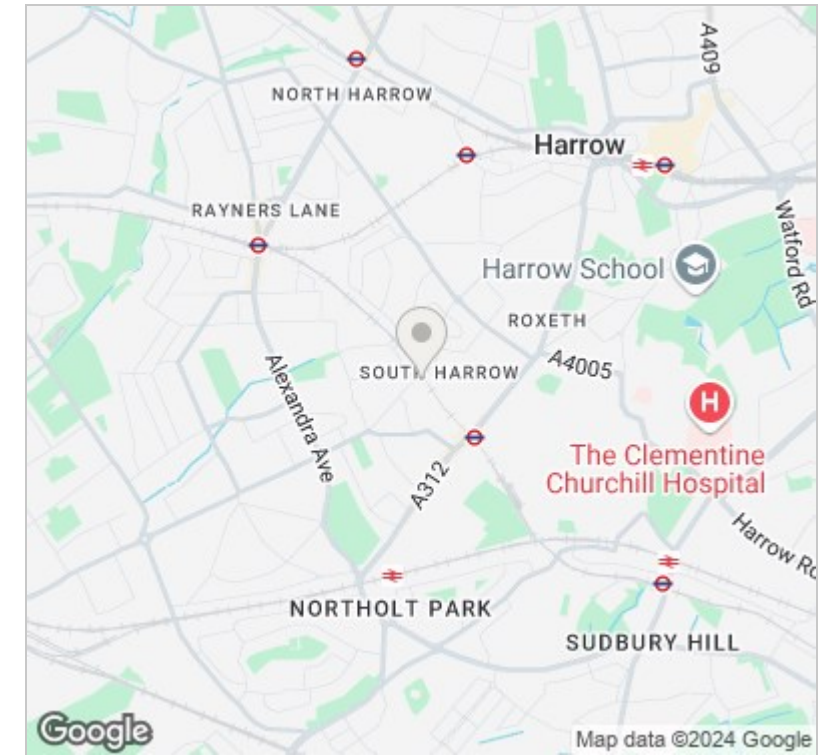 A409
NORTH HARROW
Harrow
RAYNERS LANE
Watford Rd
Harrow School
ROXETH
SOUTH HARROW
A4005
Alexandra Ave
H
The Clementine
Churchill Hospital
A312
Harrow Rd
NORTHOLT PARK
SUDBURY HILL
Google
Map data ©2024 Google